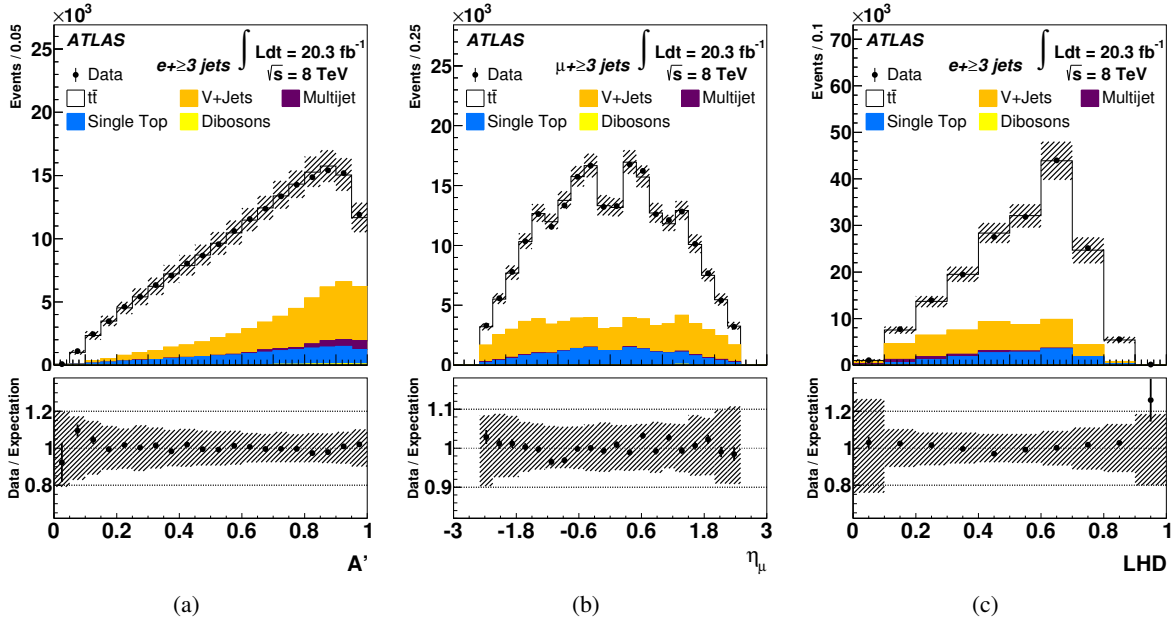 ×10³
Events / 0.05
25
20
15
10
5
0
ATLAS
e+≥3 jets
∫ Ldt = 20.3 fb⁻¹
√s = 8 TeV
Data
tt̄
V+Jets
Multijet
Single Top
Dibosons
Data / Expectation
1.2
1
0.8
0 0.2 0.4 0.6 0.8 1
A'
(a)
×10³
Events / 0.25
25
20
15
10
5
0
ATLAS
μ+≥3 jets
∫ Ldt = 20.3 fb⁻¹
√s = 8 TeV
Data
tt̄
V+Jets
Multijet
Single Top
Dibosons
Data / Expectation
1.1
1.0
0.9
-3 -1.8 -0.6 0.6 1.8 3
η_μ
(b)
×10³
Events / 0.1
70
60
50
40
30
20
10
0
ATLAS
e+≥3 jets
∫ Ldt = 20.3 fb⁻¹
√s = 8 TeV
Data
tt̄
V+Jets
Multijet
Single Top
Dibosons
Data / Expectation
1.2
1
0.8
0 0.2 0.4 0.6 0.8 1
LHD
(c)